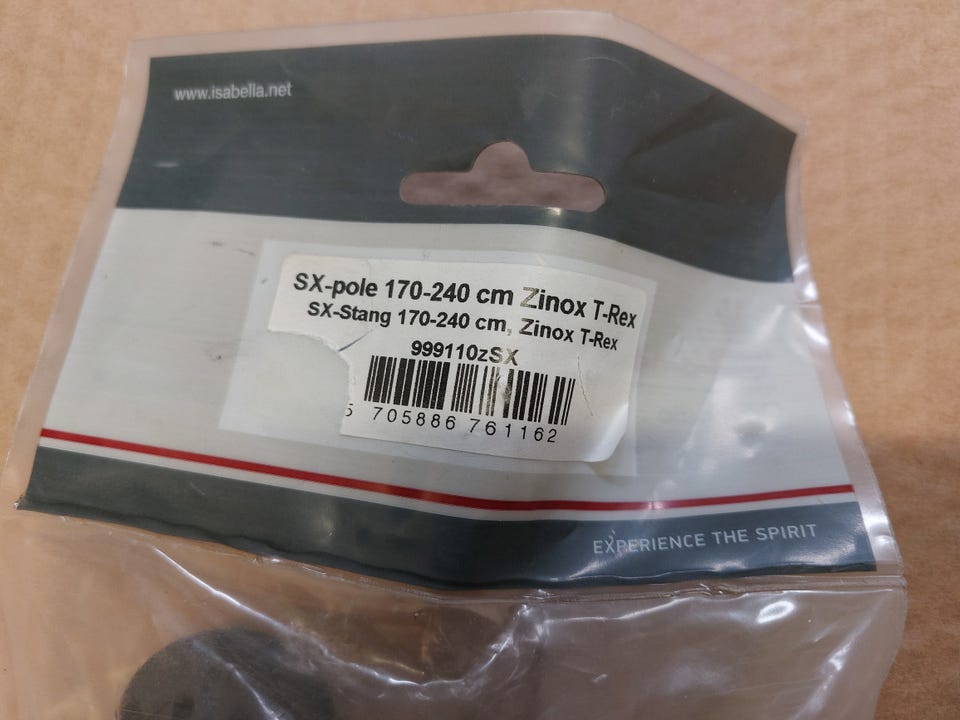 www.isabella.net
SX-pole 170-240 cm Zinox T-Rex
SX-Stang 170-240 cm, Zinox T-Rex
999110zSX
5 705886 761162
EXPERIENCE THE SPIRIT